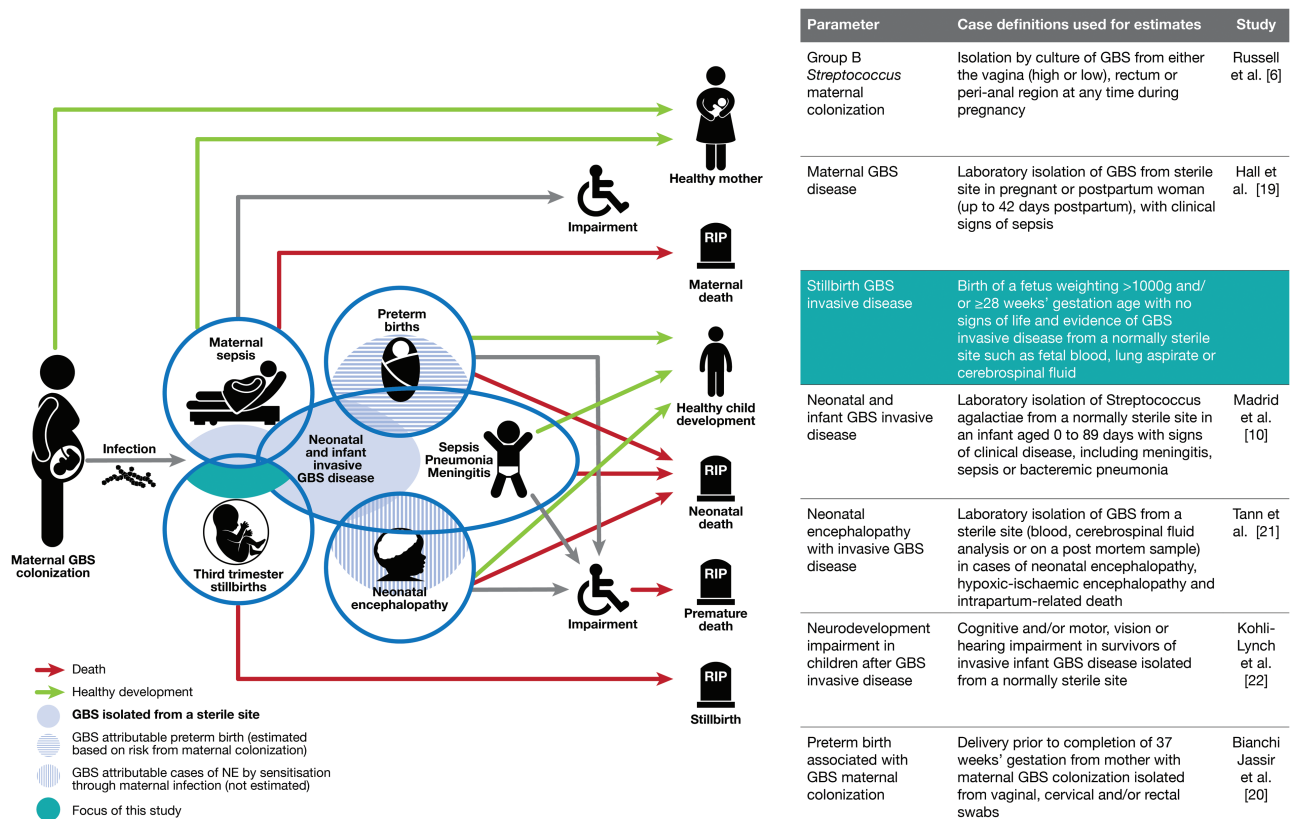 Healthy mother
Impairment
RIP
Maternal
death
Preterm
births
Maternal
sepsis
Healthy child
development
Neonatal
and infant
invasive
GBS disease
Sepsis
Pneumonia
Meningitis
Infection
RIP
Neonatal
death
Maternal GBS
colonization
Third trimester
stillbirths
Neonatal
encephalopathy
Impairment
RIP
Premature
death
RIP
Stillbirth
Death
Healthy development
GBS isolated from a sterile site
GBS attributable preterm birth (estimated
based on risk from maternal colonization)
GBS attributable cases of NE by sensitisation
through maternal infection (not estimated)
Focus of this study
Parameter Case definitions used for estimates Study
Group B
Streptococcus
maternal
colonization
Isolation by culture of GBS from either
the vagina (high or low), rectum or
peri-anal region at any time during
pregnancy
Russell
et al. [6]
Maternal GBS
disease
Laboratory isolation of GBS from sterile
site in pregnant or postpartum woman
(up to 42 days postpartum), with clinical
signs of sepsis
Hall et
al. [19]
Stillbirth GBS
invasive disease
Birth of a fetus weighting >1000g and/
or ≥28 weeks' gestation age with no
signs of life and evidence of GBS
invasive disease from a normally sterile
site such as fetal blood, lung aspirate or
cerebrospinal fluid
Neonatal and
infant GBS invasive
disease
Laboratory isolation of Streptococcus
agalactiae from a normally sterile site in
an infant aged 0 to 89 days with signs
of clinical disease, including meningitis,
sepsis or bacteremic pneumonia
Madrid
et al.
[10]
Neonatal
encephalopathy
with invasive GBS
disease
Laboratory isolation of GBS from a
sterile site (blood, cerebrospinal fluid
analysis or on a post mortem sample)
in cases of neonatal encephalopathy,
hypoxic-ischaemic encephalopathy and
intrapartum-related death
Tann et
al. [21]
Neurodevelopment
impairment in
children after GBS
invasive disease
Cognitive and/or motor, vision or
hearing impairment in survivors of
invasive infant GBS disease isolated
from a normally sterile site
Kohli-
Lynch
et al.
[22]
Preterm birth
associated with
GBS maternal
colonization
Delivery prior to completion of 37
weeks' gestation from mother with
maternal GBS colonization isolated
from vaginal, cervical and/or rectal
swabs
Bianchi
Jassir
et al.
[20]